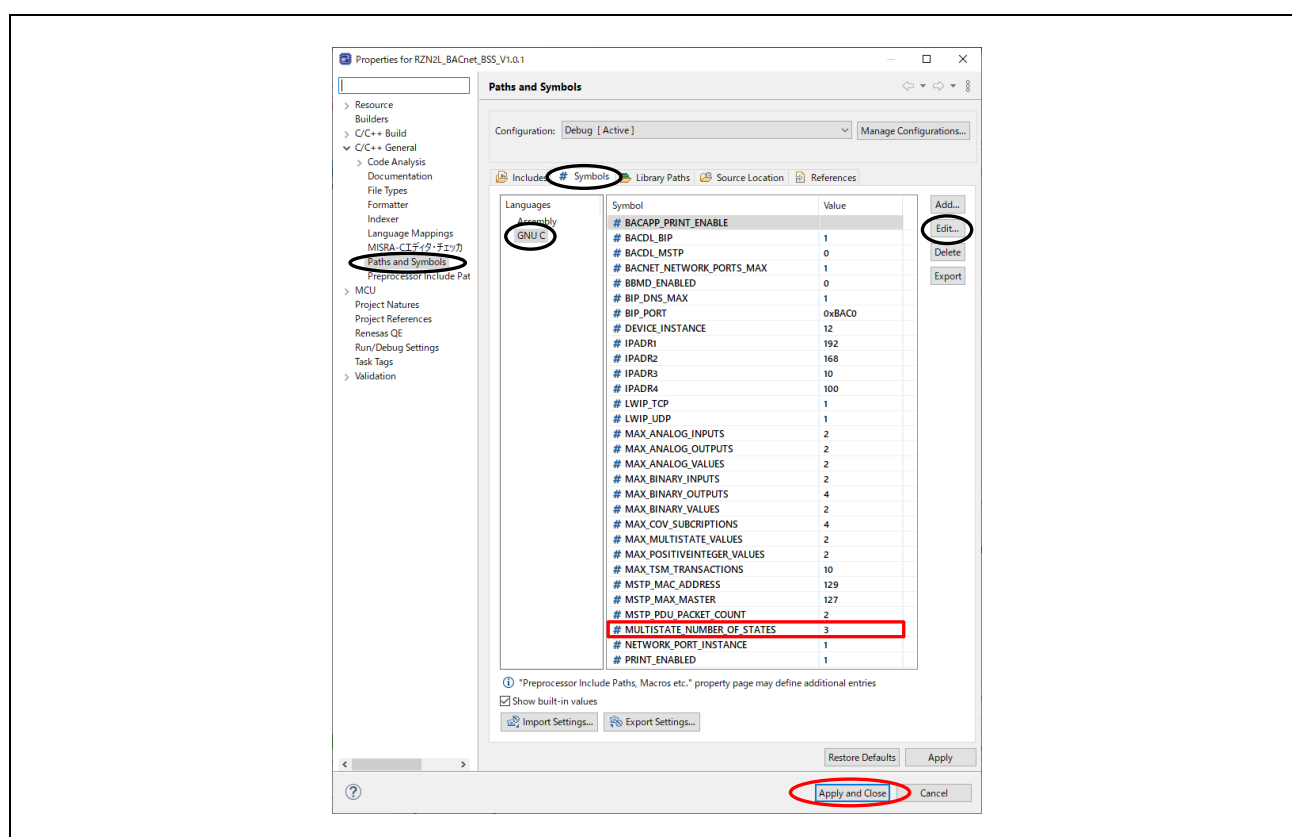 Properties for RZN2L_BACnet_BSS_V1.0.1
Paths and Symbols
Resource
Builders
C/C++ Build
C/C++ General
Code Analysis
Documentation
File Types
Formatter
Indexer
Language Mappings
MISRA-Cエディタ・チェッカ
Paths and Symbols
Preprocessor Include Pat
MCU
Project Natures
Project References
Renesas QE
Run/Debug Settings
Task Tags
Validation
Configuration: Debug [ Active ] Manage Configurations...
Includes # Symbols Library Paths Source Location References
Languages
Assembly
GNU C
Symbol Value
# BACAPP_PRINT_ENABLE
# BACDL_BIP 1
# BACDL_MSTP 0
# BACNET_NETWORK_PORTS_MAX 1
# BBMD_ENABLED 0
# BIP_DNS_MAX 1
# BIP_PORT 0xBAC0
# DEVICE_INSTANCE 12
# IPADR1 192
# IPADR2 168
# IPADR3 10
# IPADR4 100
# LWIP_TCP 1
# LWIP_UDP 1
# MAX_ANALOG_INPUTS 2
# MAX_ANALOG_OUTPUTS 2
# MAX_ANALOG_VALUES 2
# MAX_BINARY_INPUTS 2
# MAX_BINARY_OUTPUTS 4
# MAX_BINARY_VALUES 2
# MAX_COV_SUBCRIPTIONS 4
# MAX_MULTISTATE_VALUES 2
# MAX_POSITIVEINTEGER_VALUES 2
# MAX_TSM_TRANSACTIONS 10
# MSTP_MAC_ADDRESS 129
# MSTP_MAX_MASTER 127
# MSTP_PDU_PACKET_COUNT 2
# MULTISTATE_NUMBER_OF_STATES 3
# NETWORK_PORT_INSTANCE 1
# PRINT_ENABLED 1
Add...
Edit...
Delete
Export
"Preprocessor Include Paths, Macros etc." property page may define additional entries
Show built-in values
Import Settings... Export Settings...
Restore Defaults Apply
Apply and Close Cancel